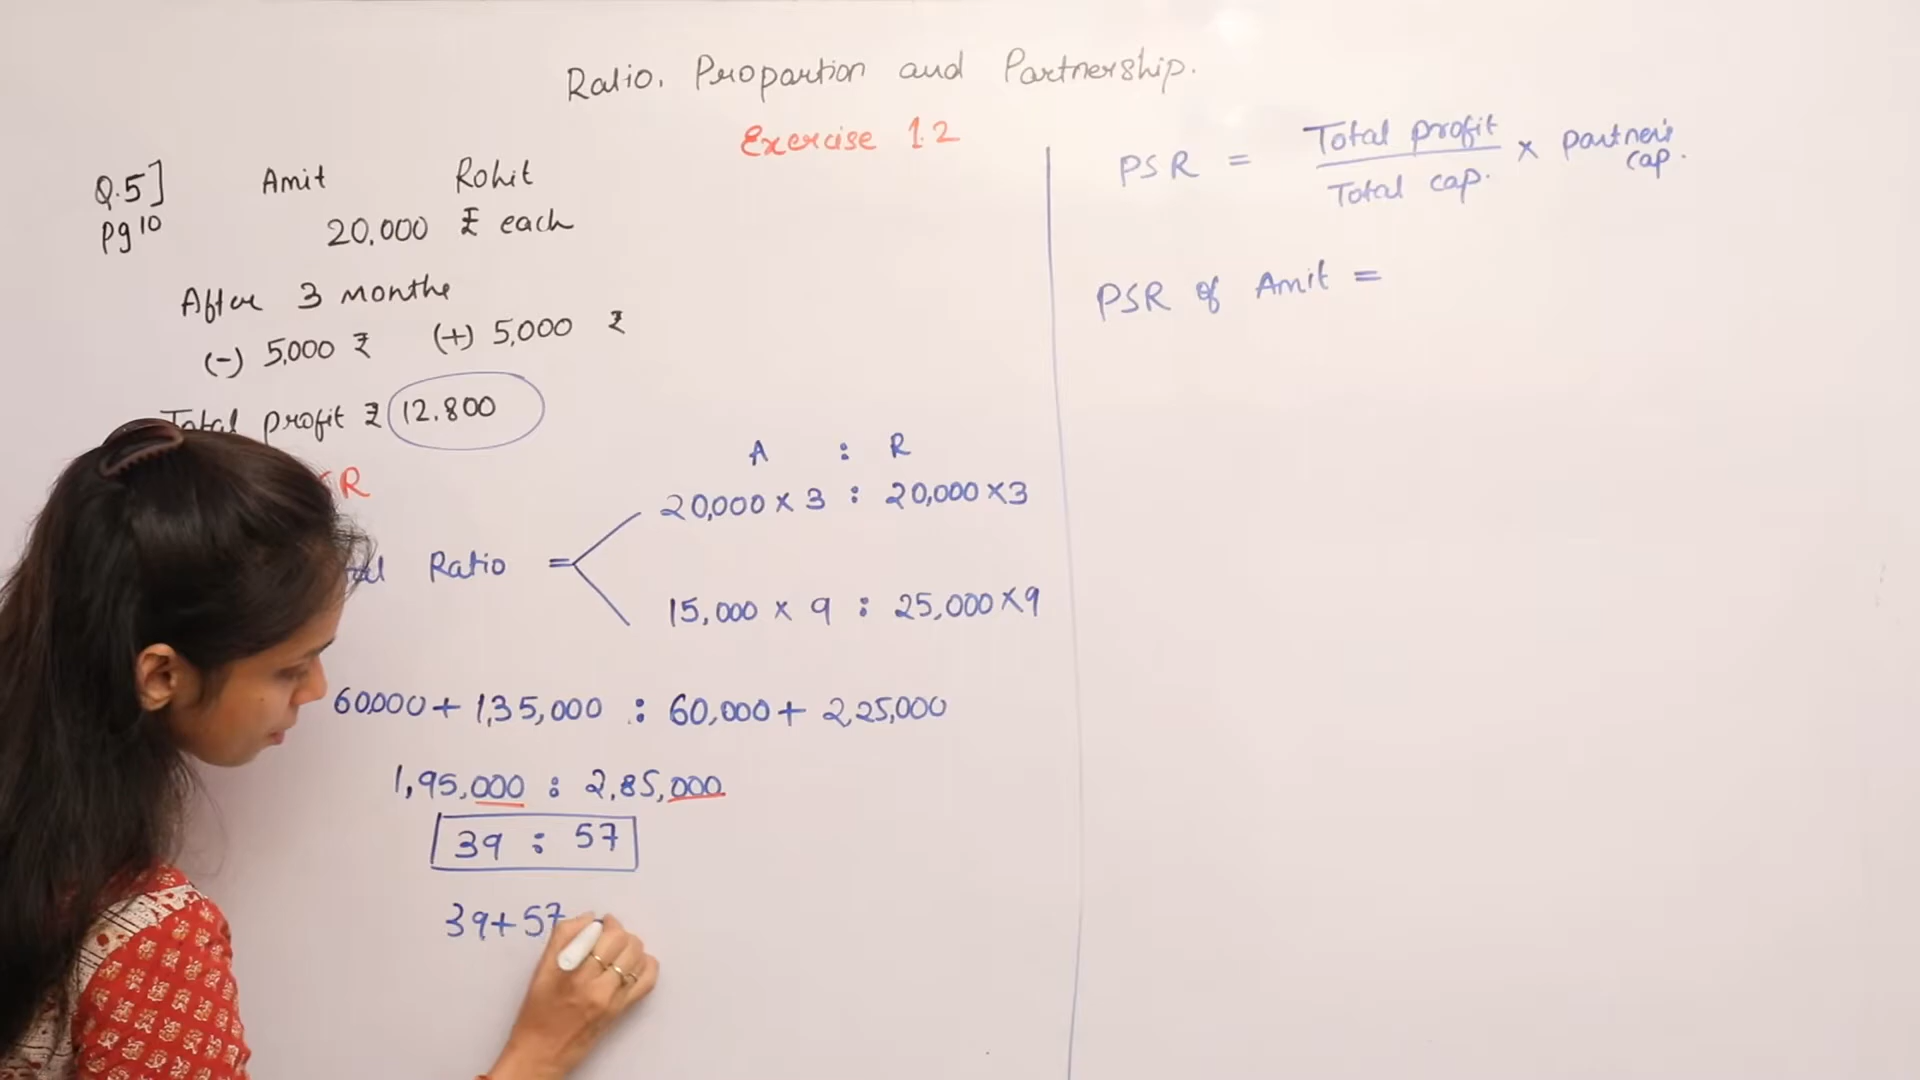 Ratio, Proportion and Partnership.
Exercise 1.2
Q.5] Amit Rohit
Pg 10 20,000 ₹ each
After 3 months
(-) 5,000 ₹ (+) 5,000 ₹
Total profit ₹ 12,800
R
A : R
20,000 × 3 : 20,000 × 3
Ratio =
15,000 × 9 : 25,000 × 9
60,000 + 1,35,000 : 60,000 + 2,25,000
1,95,000 : 2,85,000
39 : 57
39 + 57
PSR = Total profit / Total cap. × Partner's cap.
PSR of Amit =